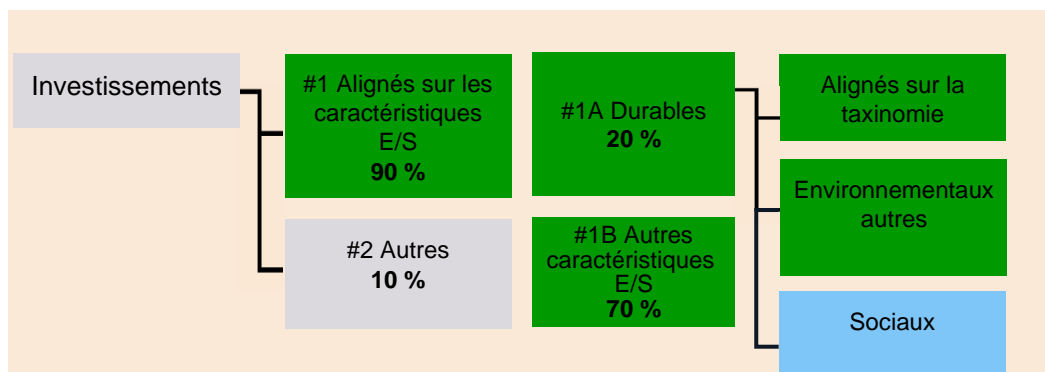 Investissements
#1 Alignés sur les
caractéristiques
E/S
90 %
#2 Autres
10 %
#1A Durables
20 %
#1B Autres
caractéristiques
E/S
70 %
Alignés sur la
taxinomie
Environnementaux
autres
Sociaux